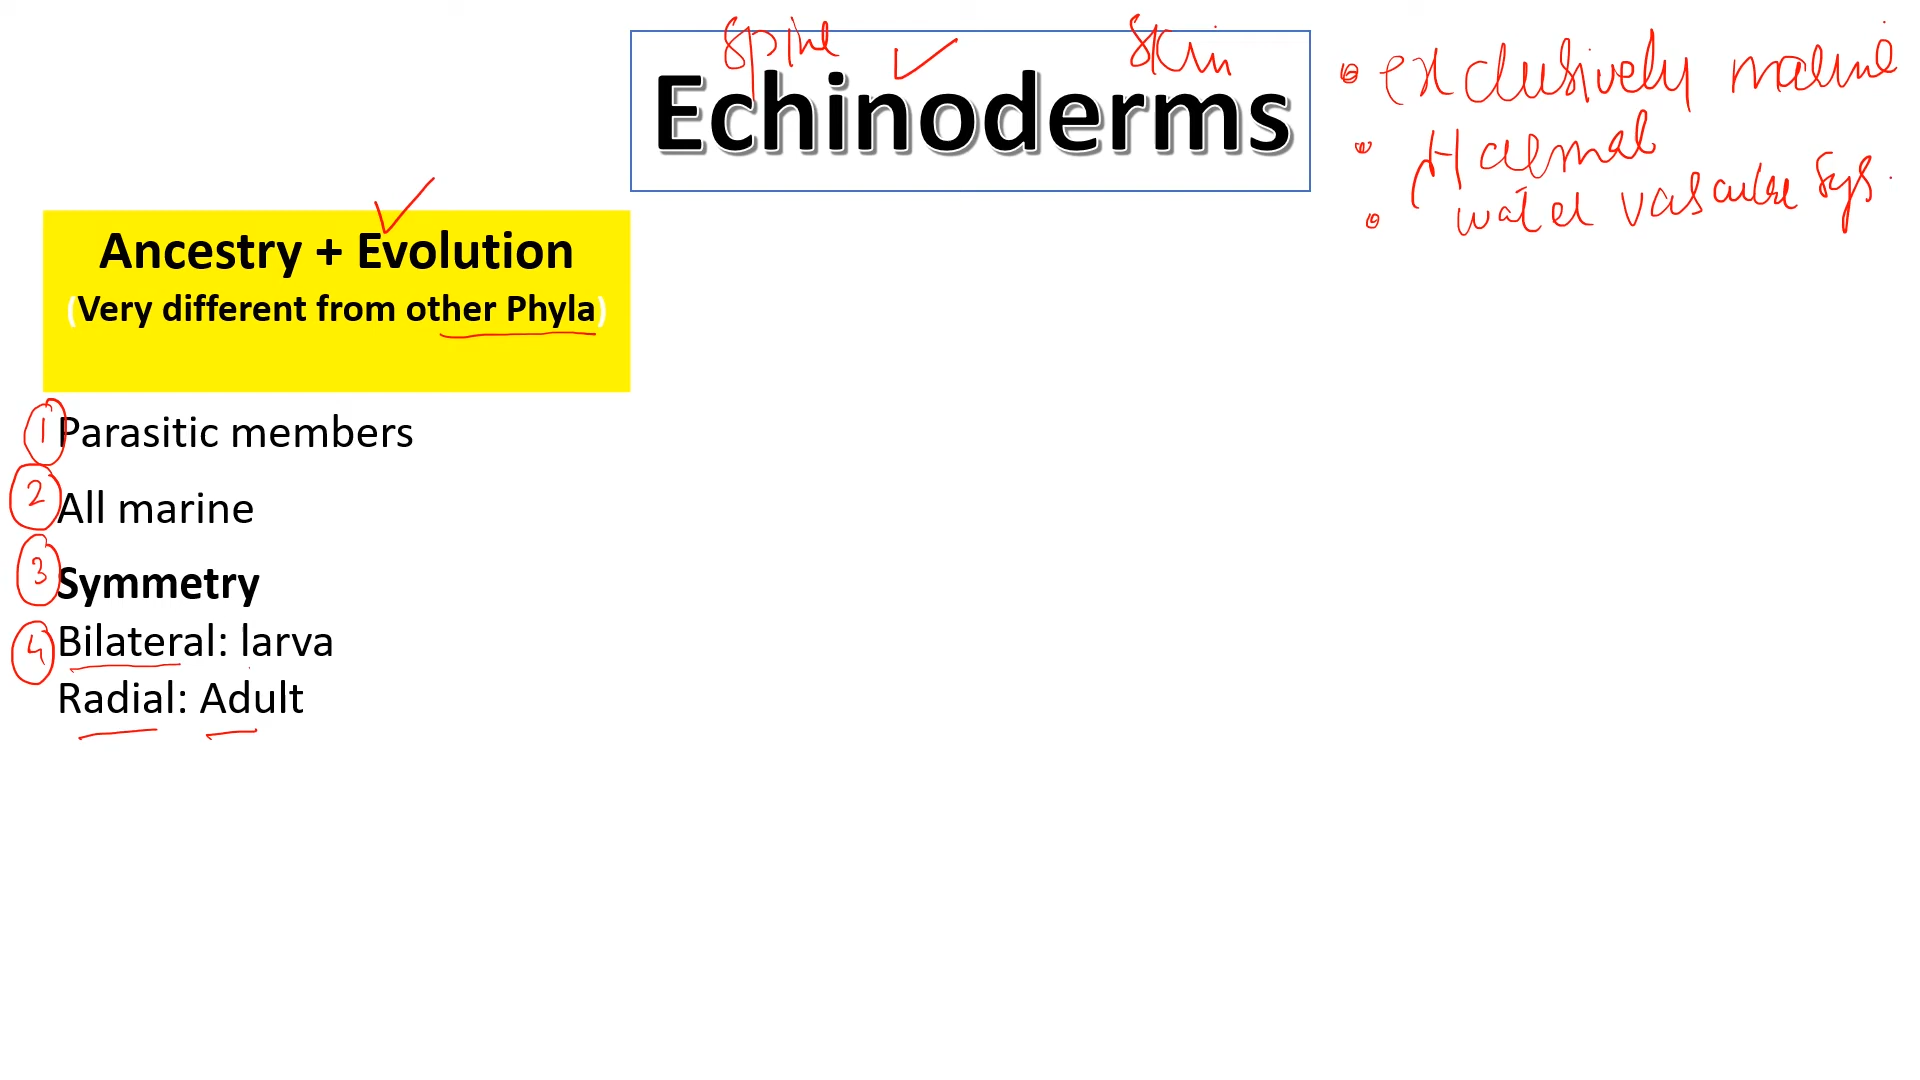 spine skin
Echinoderms
exclusively marine
Haemal
water vascular sys.
Ancestry + Evolution
(Very different from other Phyla)
1 Parasitic members
2 All marine
3 Symmetry
4 Bilateral: larva
Radial: Adult